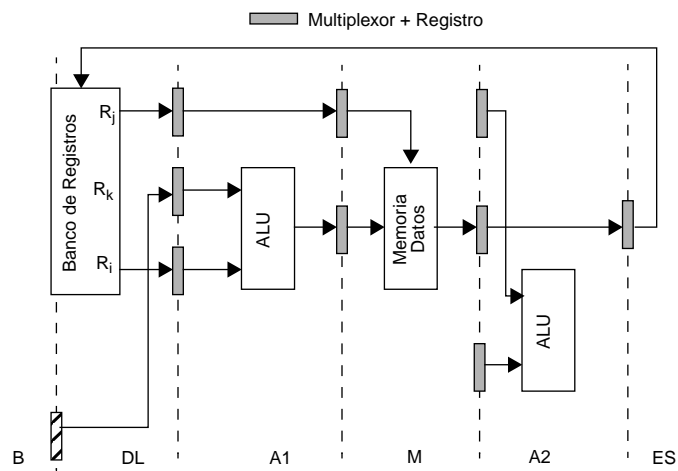 Multiplexor + Registro
Banco de Registros
Rj
Rk
Ri
ALU
Memoria
Datos
ALU
B
DL
A1
M
A2
ES